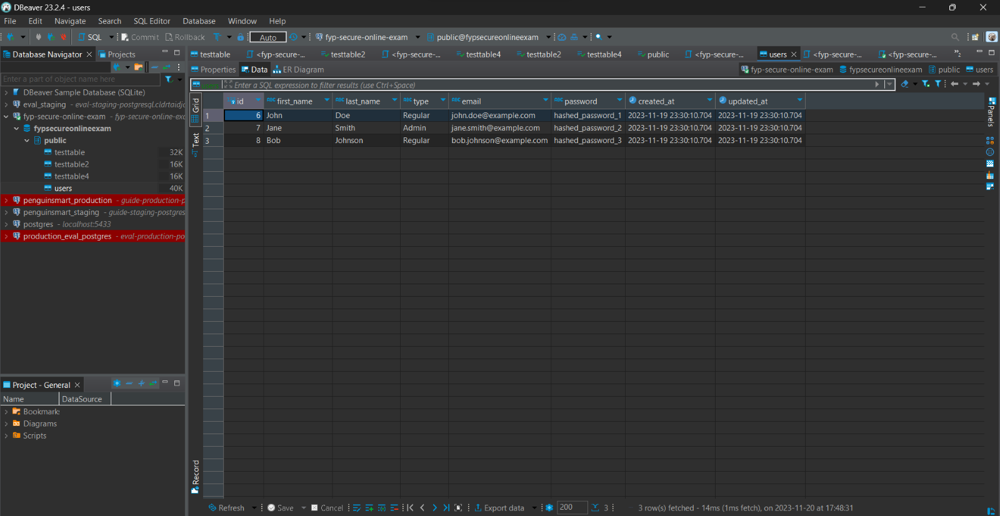 DBeaver 23.2.4 - users
File Edit Navigate Search SQL Editor Database Window Help
SQL Commit Rollback Auto fyp-secure-online-exam public@fypsecureonlineexam
Database Navigator Projects
testtable <fyp-secure-... testtable2 <fyp-secure-... testtable4 testtable2 testtable4 public <fyp-secure-... users <fyp-secure-... <fyp-secure-... »2
Properties Data ER Diagram fyp-secure-online-exam fypsecureonlineexam public users
Enter a part of object name here
users Enter a SQL expression to filter results (use Ctrl+Space)
DBeaver Sample Database (SQLite)
eval_staging - eval-staging-postgresql.cldrtaidjc
fyp-secure-online-exam - fyp-secure-online-exa
fypsecureonlineexam
public
testtable 32K
testtable2 16K
testtable4 16K
users 40K
penguinsmart_production - guide-production-p
penguinsmart_staging - guide-staging-postgres
postgres - localhost:5433
production_eval_postgres - eval-production-po
Grid
Text
Record
id first_name last_name type email password created_at updated_at
1 6 John Doe Regular john.doe@example.com hashed_password_1 2023-11-19 23:30:10.704 2023-11-19 23:30:10.704
2 7 Jane Smith Admin jane.smith@example.com hashed_password_2 2023-11-19 23:30:10.704 2023-11-19 23:30:10.704
3 8 Bob Johnson Regular bob.johnson@example.com hashed_password_3 2023-11-19 23:30:10.704 2023-11-19 23:30:10.704
Panels
Project - General
Name DataSource
Bookmarks
Diagrams
Scripts
Refresh Save Cancel Export data 200 3 3 row(s) fetched - 14ms (1ms fetch), on 2023-11-20 at 17:48:31